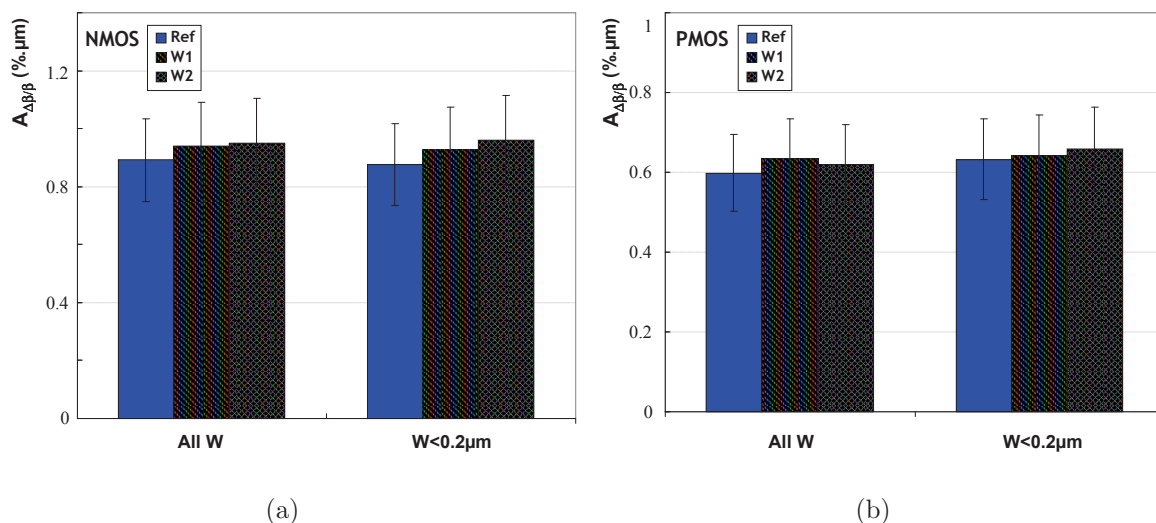 NMOS
Ref
W1
W2
A_Δβ/β (%.µm)
1.2
0.8
0.4
0
All W
W<0.2µm
(a)
PMOS
Ref
W1
W2
A_Δβ/β (%.µm)
1
0.8
0.6
0.4
0.2
0
All W
W<0.2µm
(b)